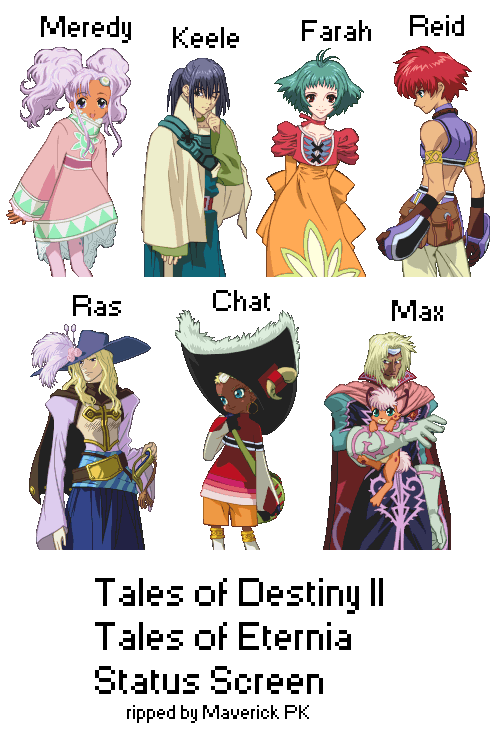 Meredy
Keele
Farah
Reid
Ras
Chat
Max
Tales of Destiny II
Tales of Eternia
Status Screen
ripped by Maverick PK